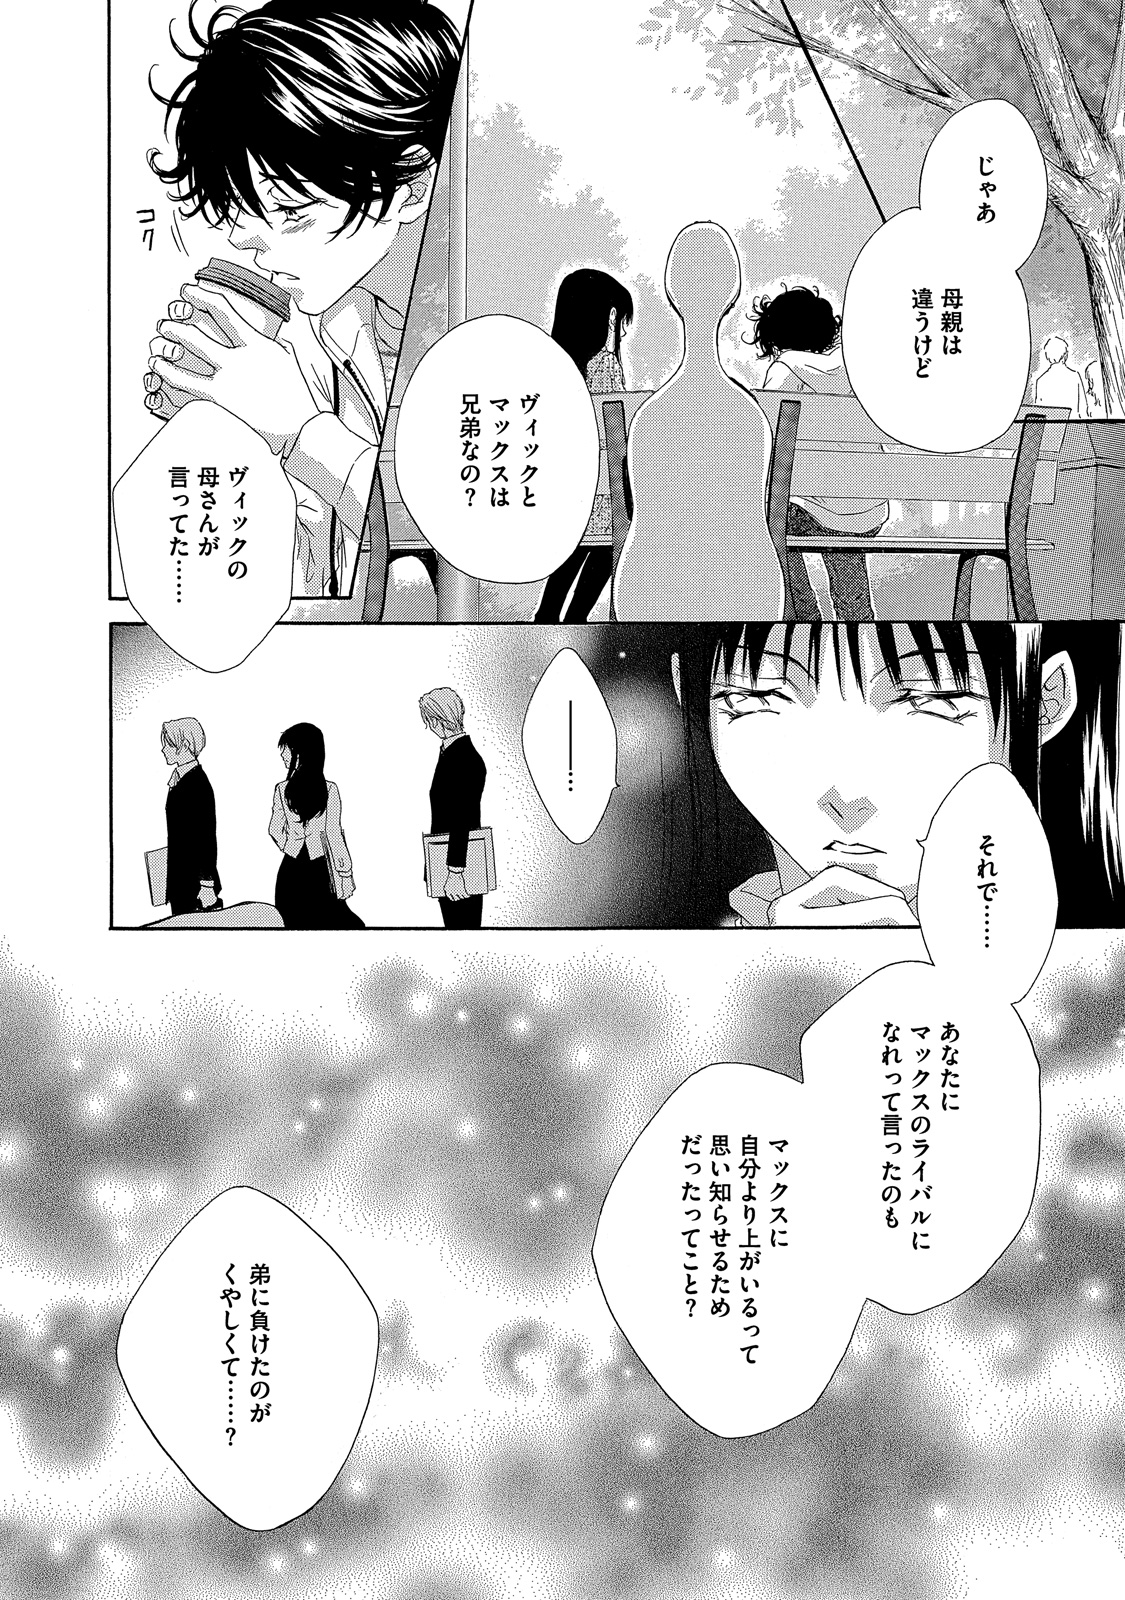 じゃあ
母親は
違うけど
ヴィックと
マックスは
兄弟なの？
コク
ヴィックの
母さんが
言ってた……
それで……
――…
あなたに
マックスのライバルに
なれって言ったのも
マックスに
自分より上がいるって
思い知らせるため
だったってこと？
弟に負けたのが
くやしくて……？